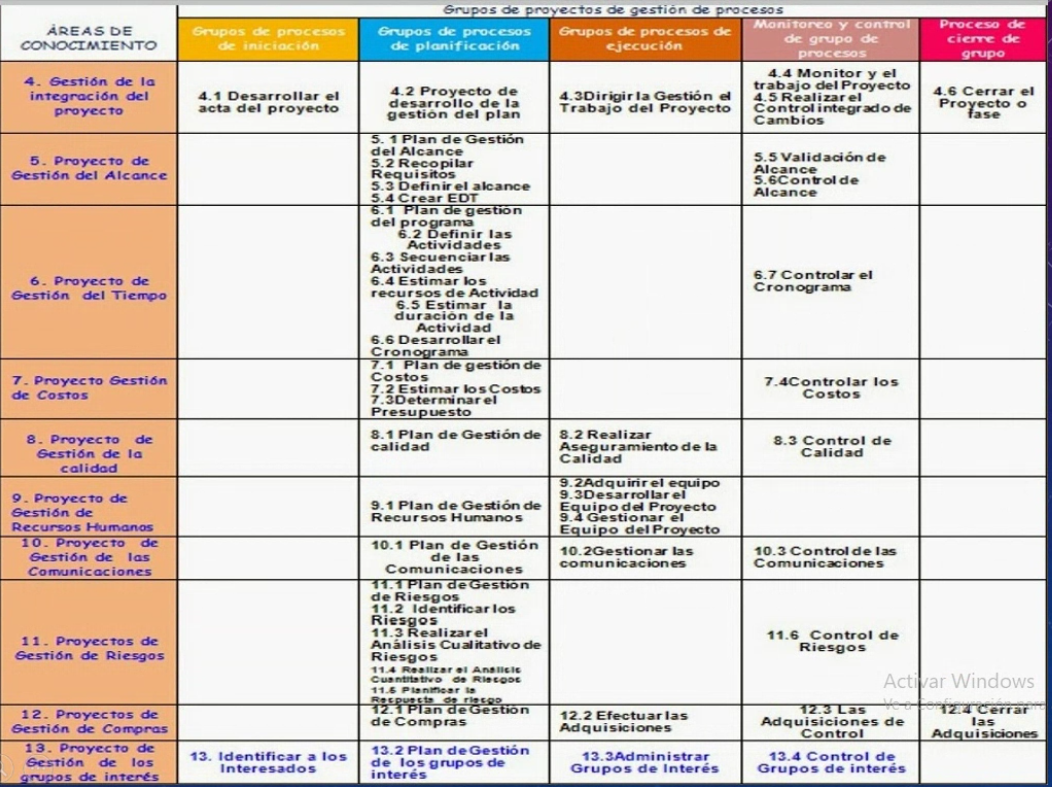 Grupos de proyectos de gestión de procesos
ÁREAS DE
CONOCIMIENTO
Grupos de procesos
de iniciación
Grupos de procesos
de planificación
Grupos de procesos de
ejecución
Monitoreo y control
de grupo de
procesos
Proceso de
cierre de
grupo
4. Gestión de la
integración del
proyecto
4.1 Desarrollar el
acta del proyecto
4.2 Proyecto de
desarrollo de la
gestión del plan
4.3Dirigir la Gestión el
Trabajo del Proyecto
4.4 Monitor y el
trabajo del Proyecto
4.5 Realizar el
Control integrado de
Cambios
4.6 Cerrar el
Proyecto o
fase
5. Proyecto de
Gestión del Alcance
5. 1 Plan de Gestión
del Alcance
5.2 Recopilar
Requisitos
5.3 Definir el alcance
5.4 Crear EDT
5.5 Validación de
Alcance
5.6Control de
Alcance
6. Proyecto de
Gestión del Tiempo
6.1 Plan de gestión
del programa
6.2 Definir las
Actividades
6.3 Secuenciar las
Actividades
6.4 Estimar los
recursos de Actividad
6.5 Estimar la
duración de la
Actividad
6.6 Desarrollar el
Cronograma
6.7 Controlar el
Cronograma
7. Proyecto Gestión
de Costos
7.1 Plan de gestión de
Costos
7.2 Estimar los Costos
7.3Determinar el
Presupuesto
7.4Controlar los
Costos
8. Proyecto de
Gestión de la
calidad
8.1 Plan de Gestión de
calidad
8.2 Realizar
Aseguramiento de la
Calidad
8.3 Control de
Calidad
9. Proyecto de
Gestión de
Recursos Humanos
9.1 Plan de Gestión de
Recursos Humanos
9.2Adquirir el equipo
9.3Desarrollar el
Equipo del Proyecto
9.4 Gestionar el
Equipo del Proyecto
10. Proyecto de
Gestión de las
Comunicaciones
10.1 Plan de Gestión
de las
Comunicaciones
10.2Gestionar las
comunicaciones
10.3 Control de las
Comunicaciones
11. Proyectos de
Gestión de Riesgos
11.1 Plan de Gestión
de Riesgos
11.2 Identificar los
Riesgos
11.3 Realizar el
Análisis Cualitativo de
Riesgos
11.4 Realizar el Análisis
Cuantitativo de Riesgos
11.5 Planificar la
Respuesta de riesgo
11.6 Control de
Riesgos
Activar Windows
Ve a Configuración para
12. Proyectos de
Gestión de Compras
12.1 Plan de Gestión
de Compras
12.2 Efectuar las
Adquisiciones
12.3 Las
Adquisiciones de
Control
12.4 Cerrar
las
Adquisiciones
13. Proyecto de
Gestión de los
grupos de interés
13. Identificar a los
Interesados
13.2 Plan de Gestión
de los grupos de
interés
13.3Administrar
Grupos de Interés
13.4 Control de
Grupos de interés